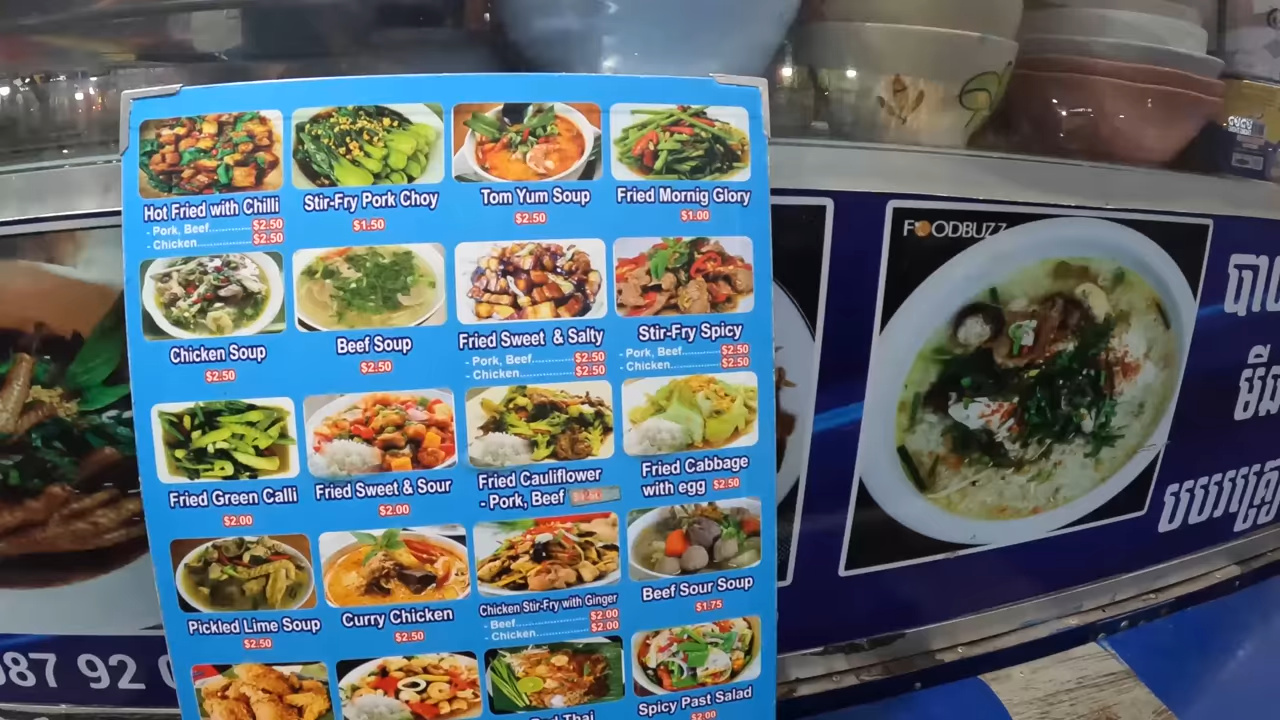 Hot Fried with Chilli
- Pork, Beef............. $2.50
- Chicken................ $2.50
Stir-Fry Pork Choy
$1.50
Tom Yum Soup
$2.50
Fried Mornig Glory
$1.00
Chicken Soup
$2.50
Beef Soup
$2.50
Fried Sweet & Salty
- Pork, Beef............. $2.50
- Chicken................ $2.50
Stir-Fry Spicy
- Pork, Beef............. $2.50
- Chicken................ $2.50
Fried Green Calli
$2.00
Fried Sweet & Sour
$2.00
Fried Cauliflower
- Pork, Beef
Fried Cabbage
with egg $2.50
Pickled Lime Soup
$2.50
Curry Chicken
$2.50
Chicken Stir-Fry with Ginger
- Beef.................... $2.00
- Chicken................ $2.00
Beef Sour Soup
$1.75
Thai
Spicy Past Salad
$2.00
FOODBUZZ
87 92